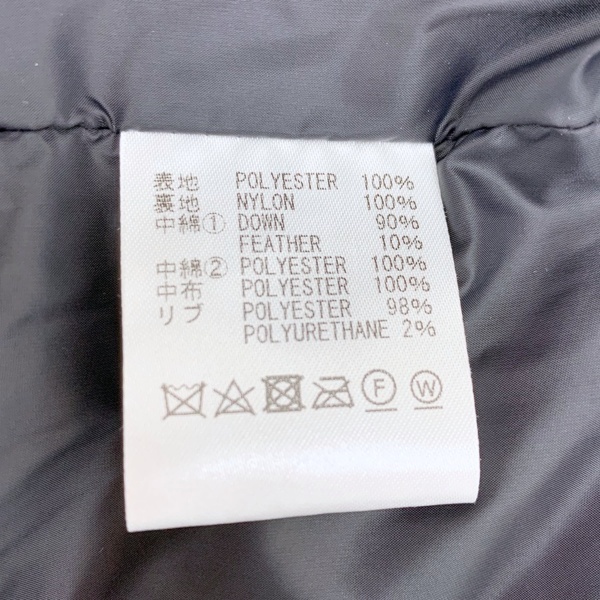 表地 POLYESTER 100%
裏地 NYLON 100%
中綿① DOWN 90%
FEATHER 10%
中綿② POLYESTER 100%
中布 POLYESTER 100%
リブ POLYESTER 98%
POLYURETHANE 2%
F W